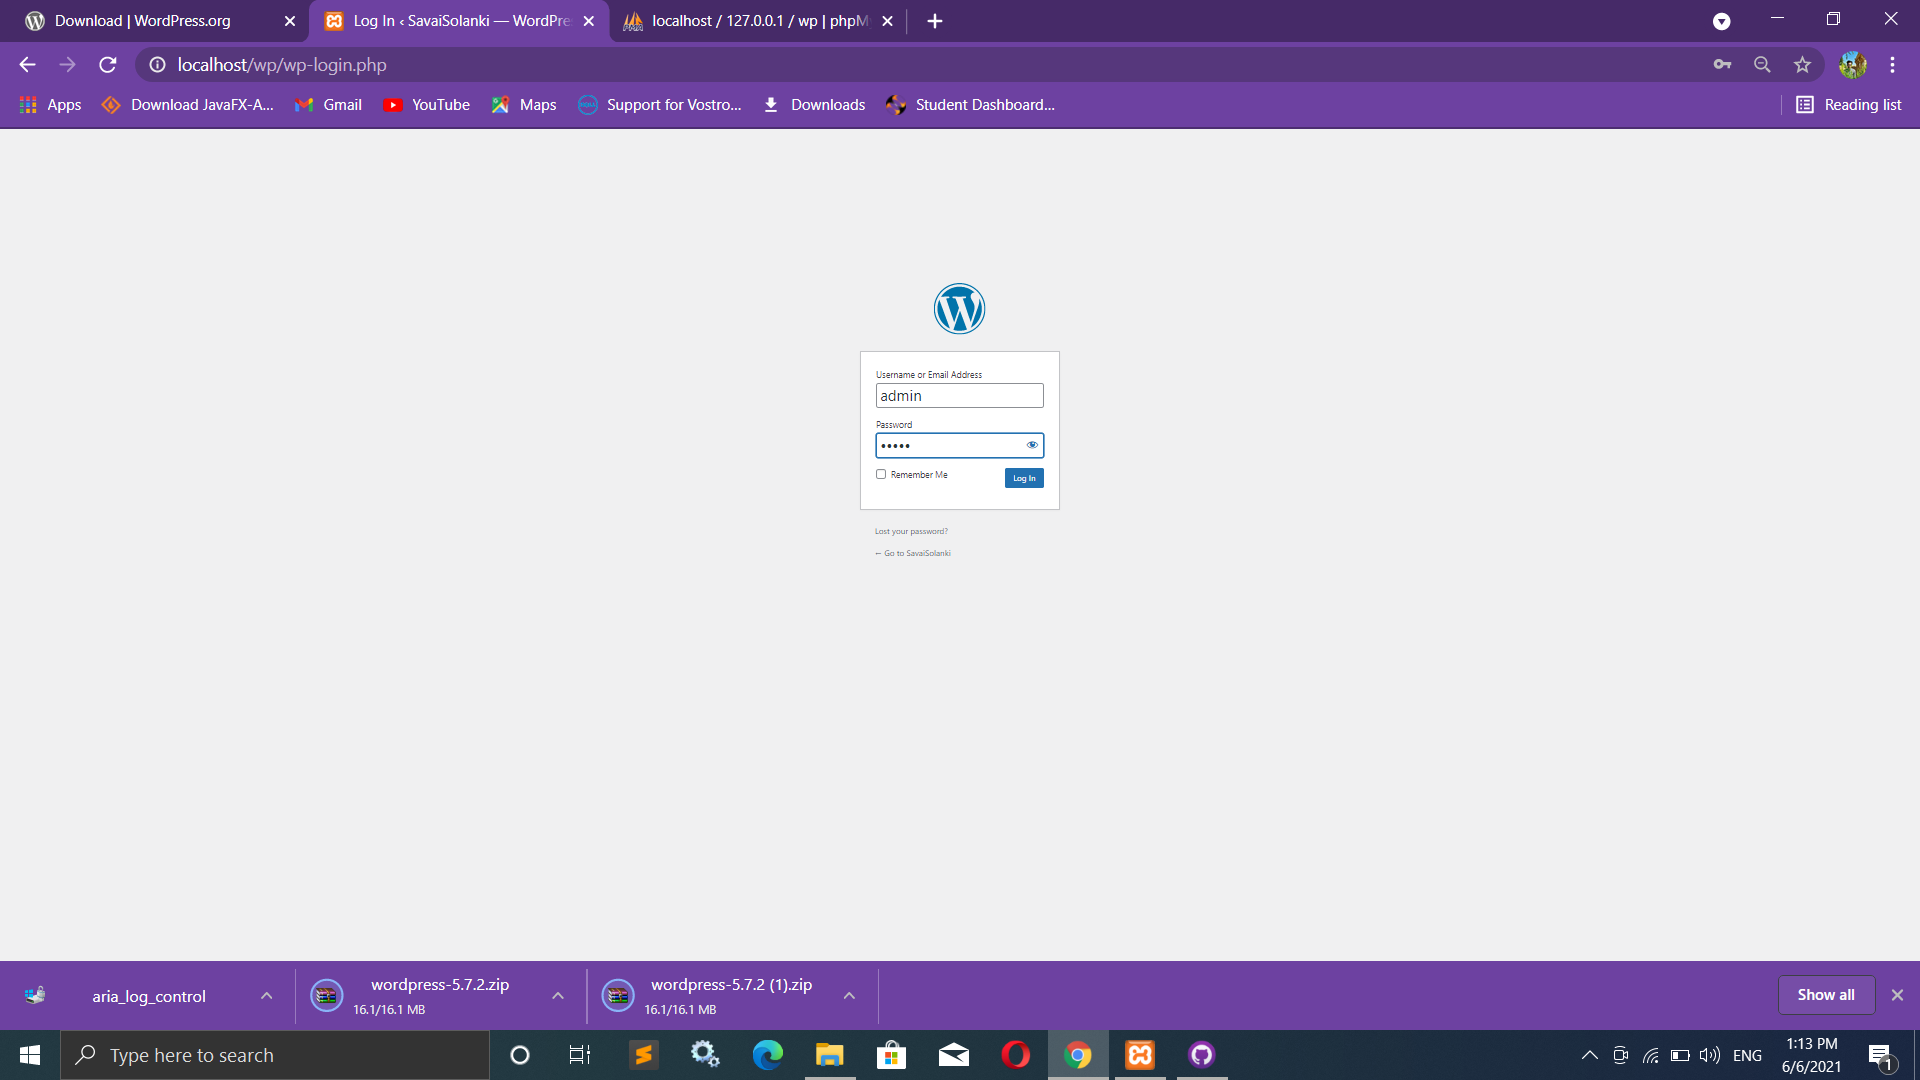 Download | WordPress.org
Log In ‹ SavaiSolanki — WordPre
localhost / 127.0.0.1 / wp | phpM
localhost/wp/wp-login.php
Apps
Download JavaFX-A...
Gmail
YouTube
Maps
Support for Vostro...
Downloads
Student Dashboard...
Reading list
Username or Email Address
admin
Password
•••••
Remember Me
Log In
Lost your password?
← Go to SavaiSolanki
aria_log_control
wordpress-5.7.2.zip
16.1/16.1 MB
wordpress-5.7.2 (1).zip
16.1/16.1 MB
Show all
Type here to search
ENG
1:13 PM
6/6/2021
1